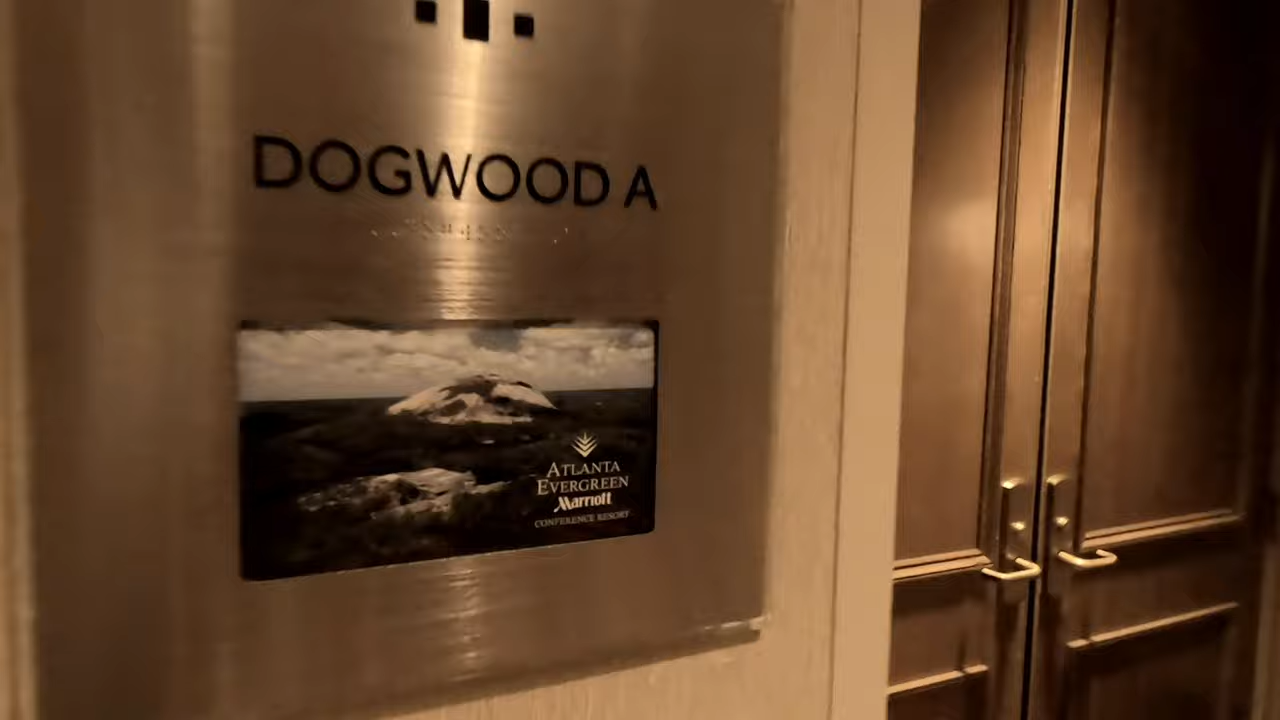 DOGWOOD A
ATLANTA
EVERGREEN
Marriott
CONFERENCE RESORT